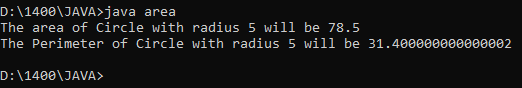 D:\1400\JAVA>java area
The area of Circle with radius 5 will be 78.5
The Perimeter of Circle with radius 5 will be 31.400000000000002
D:\1400\JAVA>